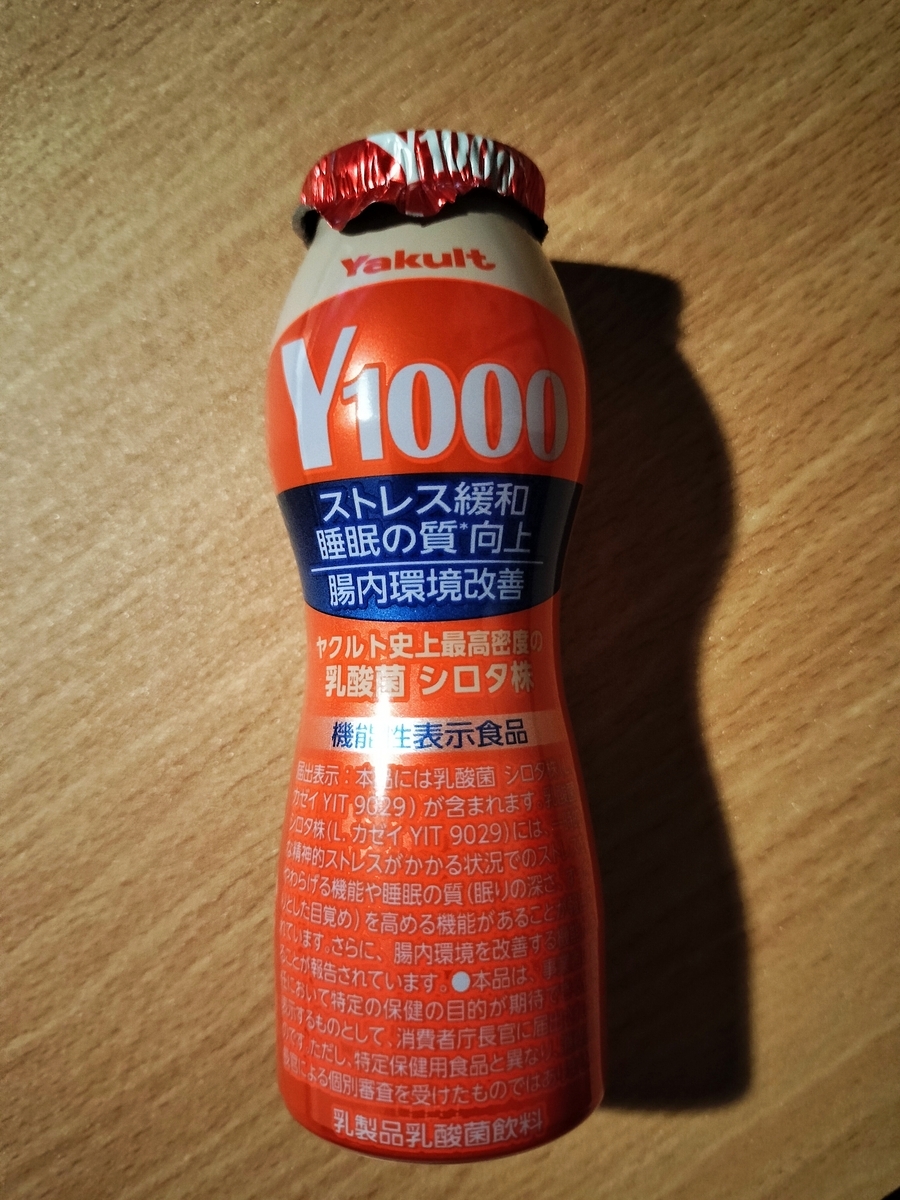 Y1000
Yakult
Y1000
ストレス緩和
睡眠の質*向上
腸内環境改善
ヤクルト史上最高密度の
乳酸菌 シロタ株
機能性表示食品
届出表示：本品には乳酸菌 シロタ株
カゼイ YIT 9029)が含まれます。
シロタ株(L. カゼイ YIT 9029)には、
な精神的ストレスがかかる状況でのスト
やわらげる機能や睡眠の質(眠りの深さ
りとした目覚め)を高める機能があることが
れています。さらに、腸内環境を改善する
ることが報告されています。●本品は、
任において特定の保健の目的が期待
表示するものとして、消費者庁長官に届
のです。ただし、特定保健用食品と異なり、
長官による個別審査を受けたものではあ
乳製品乳酸菌飲料